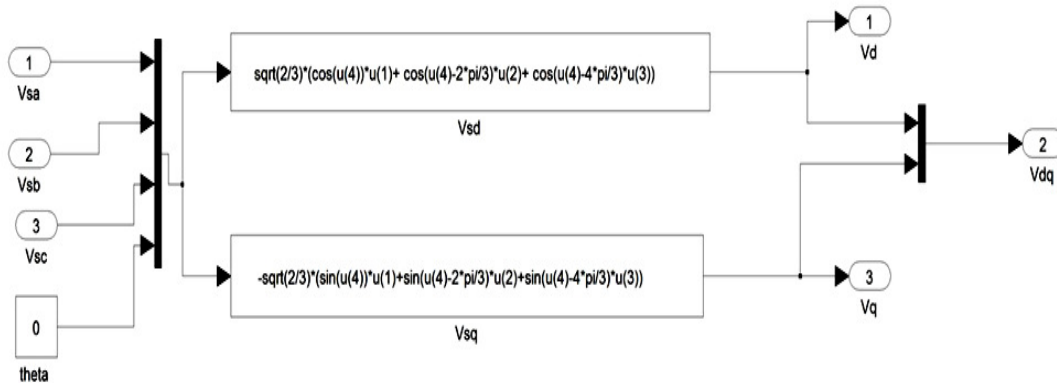 1
Vsa
2
Vsb
3
Vsc
0
theta
sqrt(2/3)*(cos(u(4))*u(1)+ cos(u(4)-2*pi/3)*u(2)+ cos(u(4)-4*pi/3)*u(3))
Vsd
-sqrt(2/3)*(sin(u(4))*u(1)+sin(u(4)-2*pi/3)*u(2)+sin(u(4)-4*pi/3)*u(3))
Vsq
1
Vd
2
Vdq
3
Vq